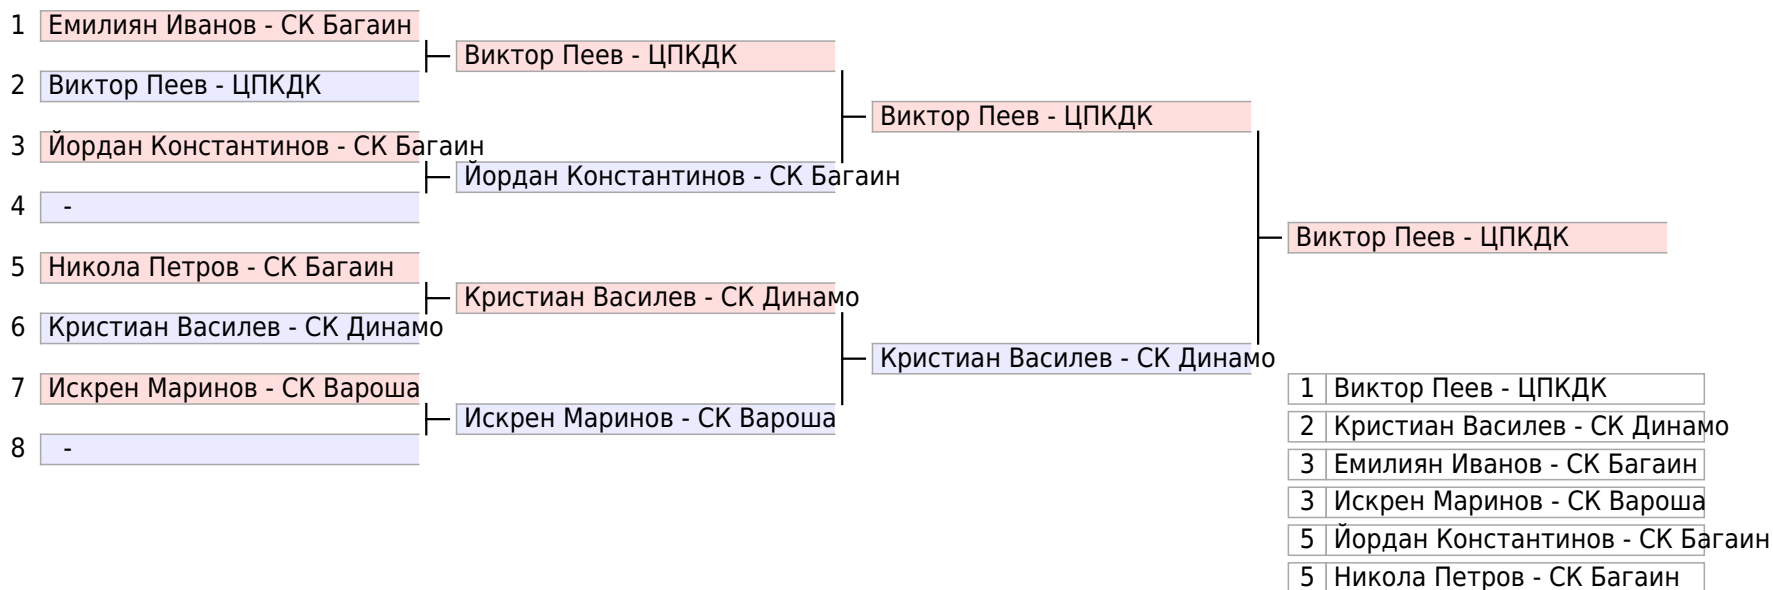 1 Емилиян Иванов - СК Багаин
2 Виктор Пеев - ЦПКДК
3 Йордан Константинов - СК Багаин
4 -
5 Никола Петров - СК Багаин
6 Кристиан Василев - СК Динамо
7 Искрен Маринов - СК Вароша
8 -
Виктор Пеев - ЦПКДК
Йордан Константинов - СК Багаин
Кристиан Василев - СК Динамо
Искрен Маринов - СК Вароша
Виктор Пеев - ЦПКДК
Кристиан Василев - СК Динамо
Виктор Пеев - ЦПКДК
1 Виктор Пеев - ЦПКДК
2 Кристиан Василев - СК Динамо
3 Емилиян Иванов - СК Багаин
3 Искрен Маринов - СК Вароша
5 Йордан Константинов - СК Багаин
5 Никола Петров - СК Багаин